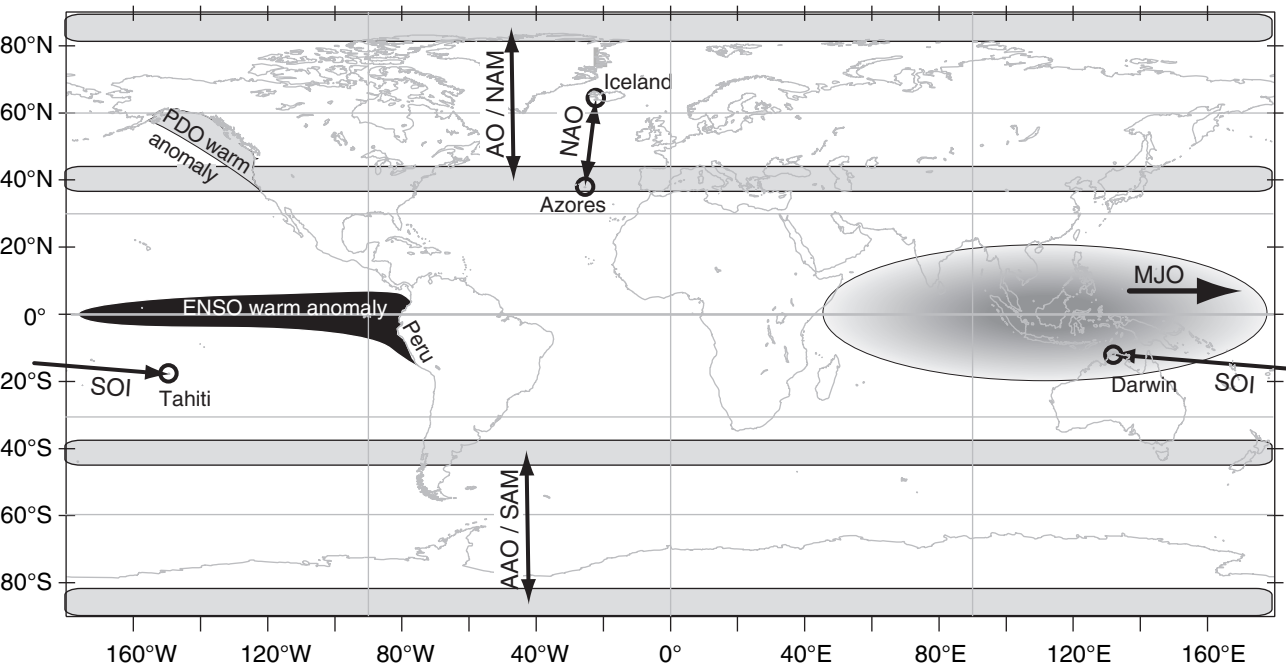 80°N
60°N
40°N
20°N
0°
20°S
40°S
60°S
80°S
AO / NAM
Iceland
NAO
Azores
PDO warm
anomaly
ENSO warm anomaly
Peru
MJO
SOI
Tahiti
Darwin
SOI
AAO / SAM
160°W
120°W
80°W
40°W
0°
40°E
80°E
120°E
160°E